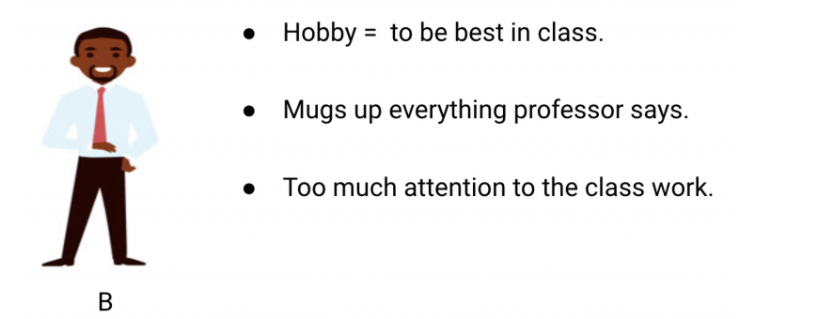 ● Hobby = to be best in class.
● Mugs up everything professor says.
● Too much attention to the class work.
B